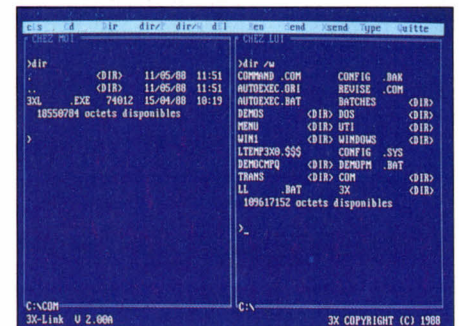 cls Cd Dir dir/P dir/W dEl Ren Send Xsend Type Quitte
CHEZ MOI
>dir
. <DIR> 11/05/88 11:51
.. <DIR> 11/05/88 11:51
3XL .EXE 74012 15/04/88 10:19
18550784 octets disponibles
>
C:\COM
CHEZ LUI
>dir /w
COMMAND .COM CONFIG .BAK
AUTOEXEC.ORI REVISE .COM
AUTOEXEC.BAT BATCHES <DIR>
DEMOS <DIR> DOS <DIR>
MENU <DIR> UTI <DIR>
WIN1 <DIR> WINDOWS <DIR>
LTEMP3X0.$$$ CONFIG .SYS
DEMOCMPQ <DIR> DEMOPM .BAT
TRANS <DIR> COM <DIR>
LL .BAT 3X <DIR>
109617152 octets disponibles
>_
C:\
3X-Link V 2.00A 3X COPYRIGHT (C) 1988